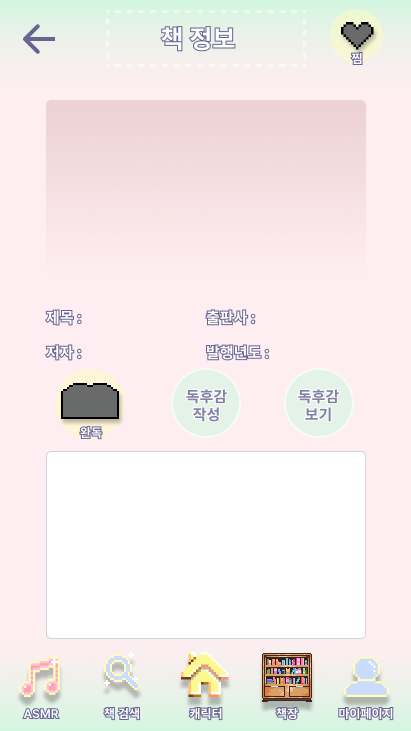 책 정보
찜
제목 :
출판사 :
저자 :
발행년도 :
완독
독후감
작성
독후감
보기
ASMR
책 검색
캐릭터
책장
마이페이지